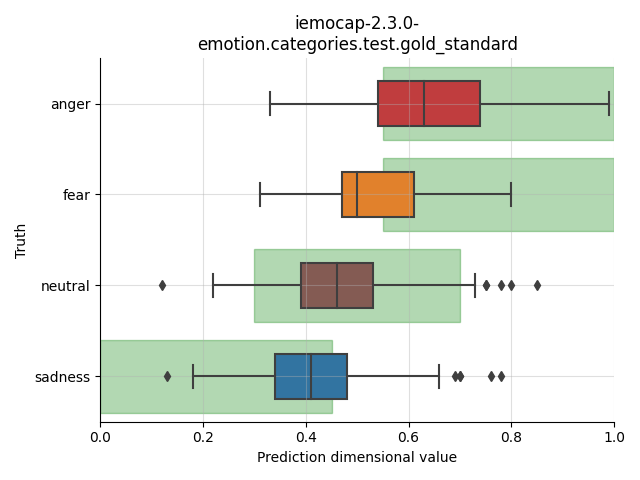 iemocap-2.3.0-
emotion.categories.test.gold_standard
anger
fear
neutral
sadness
Truth
0.0 0.2 0.4 0.6 0.8 1.0
Prediction dimensional value